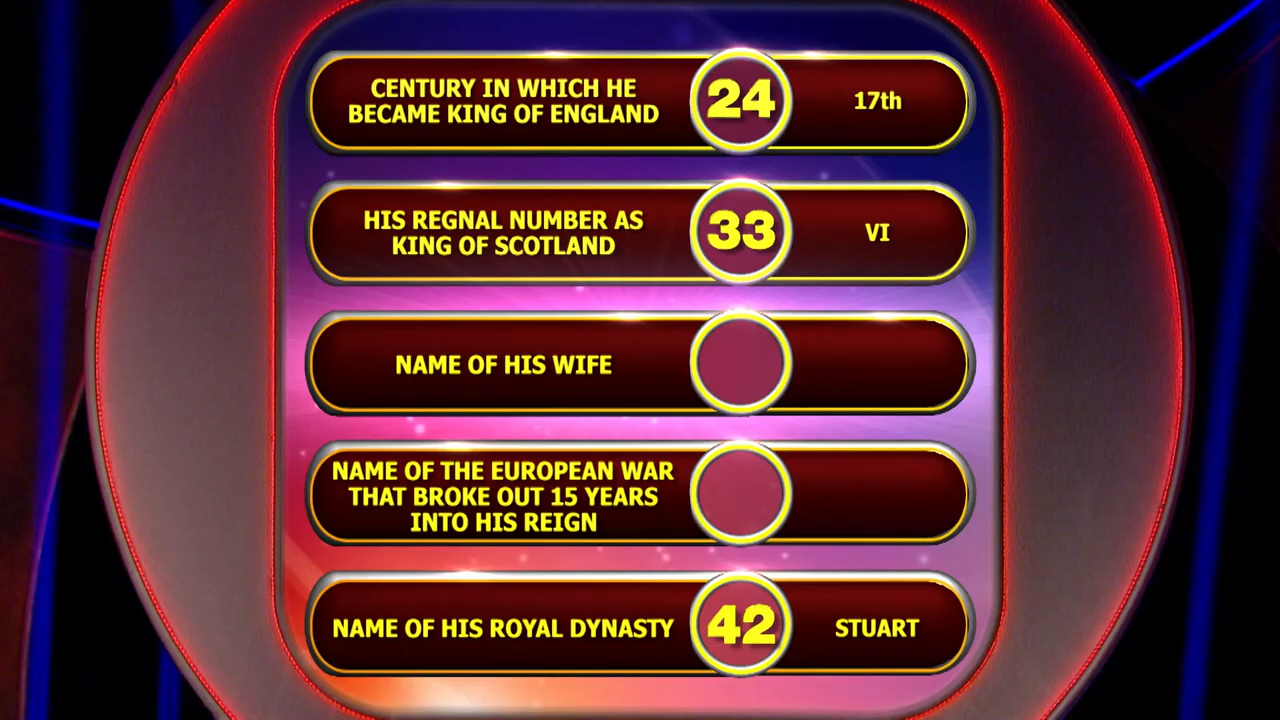 CENTURY IN WHICH HE
BECAME KING OF ENGLAND
24
17th
HIS REGNAL NUMBER AS
KING OF SCOTLAND
33
VI
NAME OF HIS WIFE
NAME OF THE EUROPEAN WAR
THAT BROKE OUT 15 YEARS
INTO HIS REIGN
NAME OF HIS ROYAL DYNASTY
42
STUART